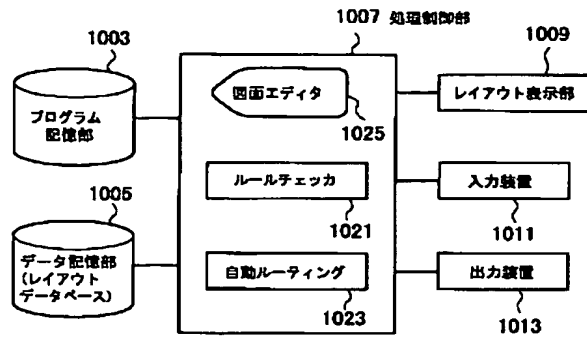 1003
プログラム
記憶部
1005
データ記憶部
(レイアウト
データベース)
1007 処理制御部
図面エディタ
1025
ルールチェッカ
1021
自動ルーティング
1023
1009
レイアウト表示部
入力装置
1011
出力装置
1013